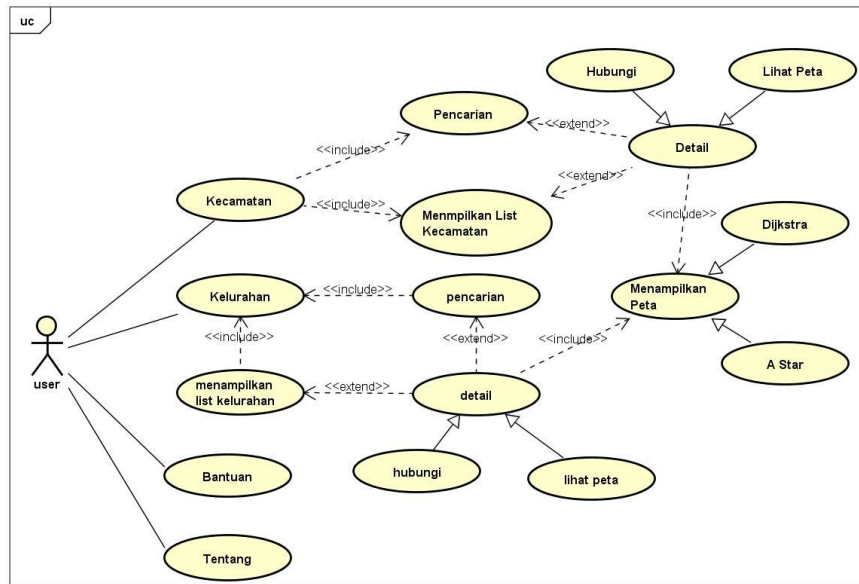 uc
Hubungi
Lihat Peta
Pencarian
<<extend>>
Detail
<<include>>
<<extend>>
Kecamatan
<<include>>
Menmpilkan List
Kecamatan
<<include>>
Dijkstra
Kelurahan
<<include>>
pencarian
Menampilkan
Peta
<<include>>
<<extend>>
<<include>>
user
menampilkan
list kelurahan
<<extend>>
detail
A Star
hubungi
lihat peta
Bantuan
Tentang